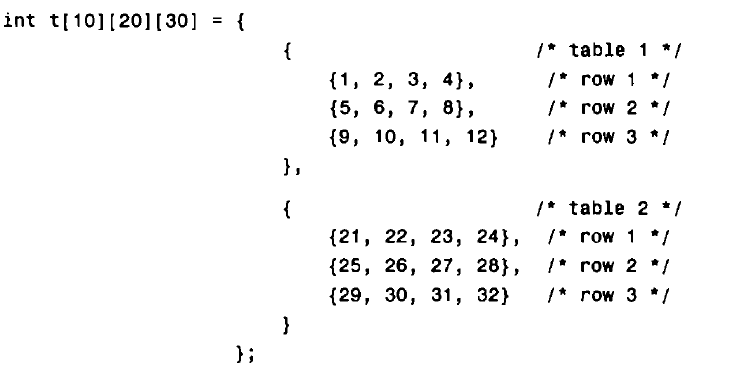 int t[10][20][30] = {
{ /* table 1 */
{1, 2, 3, 4}, /* row 1 */
{5, 6, 7, 8}, /* row 2 */
{9, 10, 11, 12} /* row 3 */
},
{ /* table 2 */
{21, 22, 23, 24}, /* row 1 */
{25, 26, 27, 28}, /* row 2 */
{29, 30, 31, 32} /* row 3 */
}
};